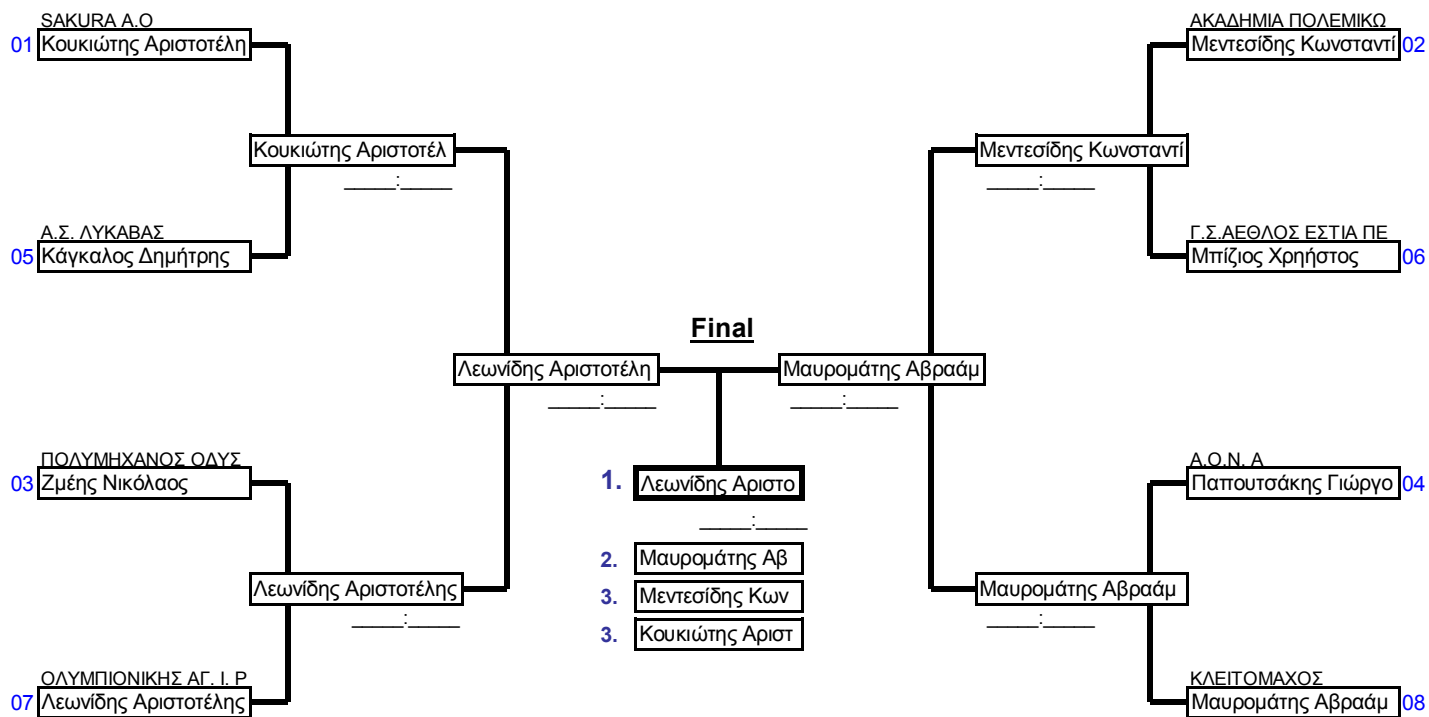 SAKURA A.O
01 Κουκιώτης Αριστοτέλη
ΑΚΑΔΗΜΙΑ ΠΟΛΕΜΙΚΩ
Μεντεσίδης Κωνσταντί 02
Κουκιώτης Αριστοτέλ
_____:_____
Μεντεσίδης Κωνσταντί
_____:_____
Α.Σ. ΛΥΚΑΒΑΣ
05 Κάγκαλος Δημήτρης
Γ.Σ.ΑΕΘΛΟΣ ΕΣΤΙΑ ΠΕ
Μπίζιος Χρηήστος 06
Final
Λεωνίδης Αριστοτέλη
_____:_____
Μαυρομάτης Αβραάμ
_____:_____
ΠΟΛΥΜΗΧΑΝΟΣ ΟΔΥΣ
03 Ζμέης Νικόλαος
1. Λεωνίδης Αριστο
_____:_____
Α.Ο.Ν. Α
Παπουτσάκης Γιώργο 04
2. Μαυρομάτης Αβ
3. Μεντεσίδης Κων
3. Κουκιώτης Αριστ
Λεωνίδης Αριστοτέλης
_____:_____
Μαυρομάτης Αβραάμ
_____:_____
ΟΛΥΜΠΙΟΝΙΚΗΣ ΑΓ. Ι. Ρ
07 Λεωνίδης Αριστοτέλης
ΚΛΕΙΤΟΜΑΧΟΣ
Μαυρομάτης Αβραάμ 08